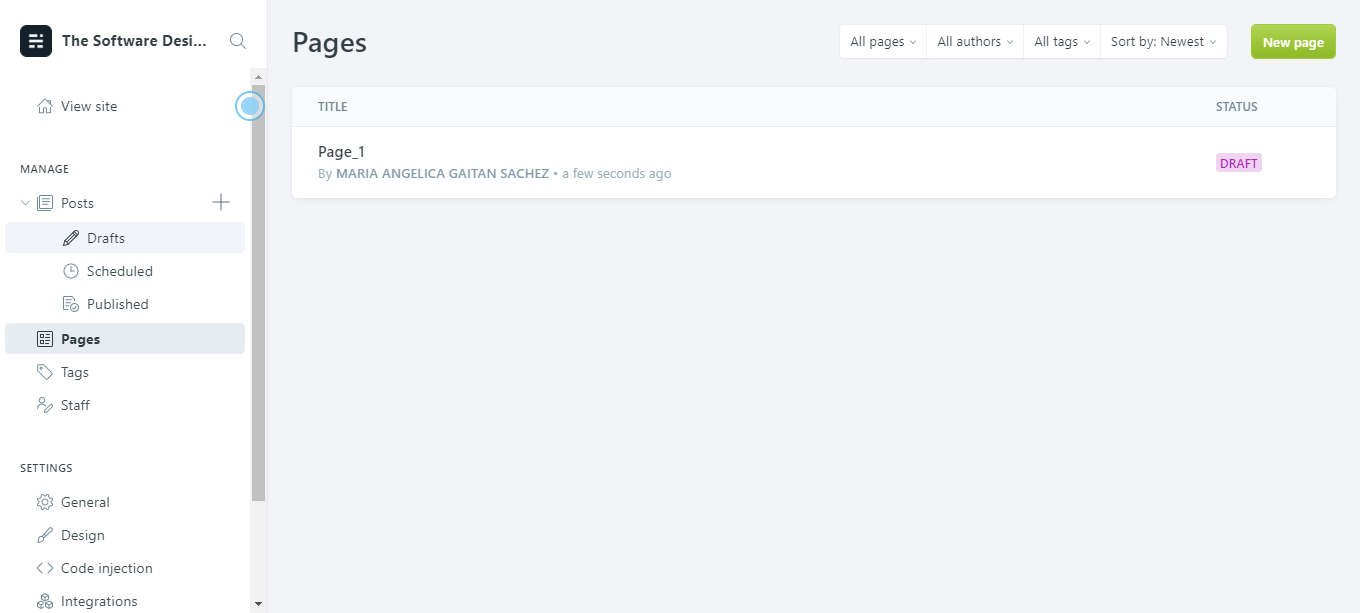 The Software Desi...
View site
MANAGE
Posts
Drafts
Scheduled
Published
Pages
Tags
Staff
SETTINGS
General
Design
Code injection
Integrations
Pages
All pages
All authors
All tags
Sort by: Newest
New page
TITLE
STATUS
Page_1
By MARIA ANGELICA GAITAN SACHEZ • a few seconds ago
DRAFT